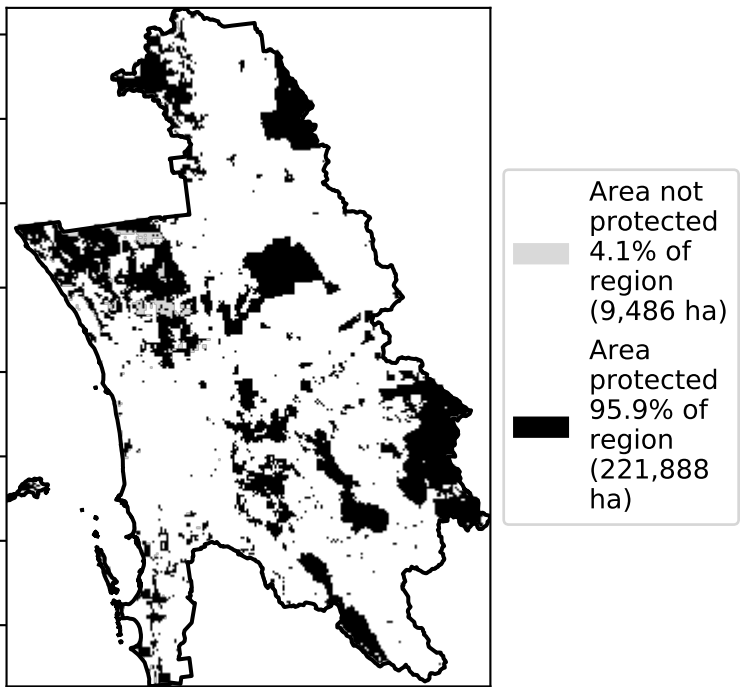 Area not
protected
4.1% of
region
(9,486 ha)
Area
protected
95.9% of
region
(221,888
ha)